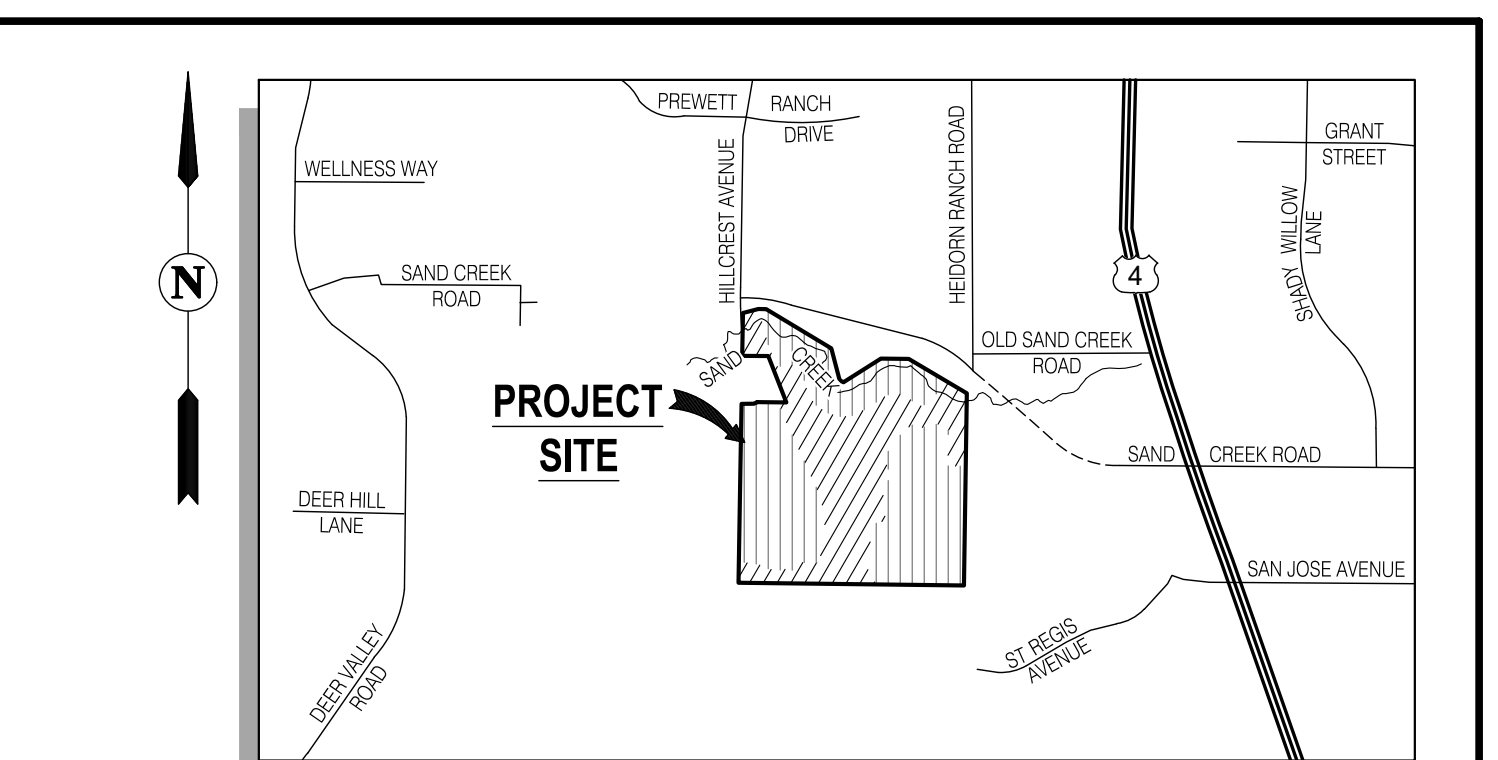 PREWETT RANCH
DRIVE
GRANT
STREET
WELLNESS WAY
HILLCREST AVENUE
HEIDORN RANCH ROAD
SHADY WILLOW
LANE
N
SAND CREEK
ROAD
4
OLD SAND CREEK
ROAD
SAND CREEK
PROJECT
SITE
SAND CREEK ROAD
DEER HILL
LANE
SAN JOSE AVENUE
ST REGIS
AVENUE
DEER VALLEY
ROAD